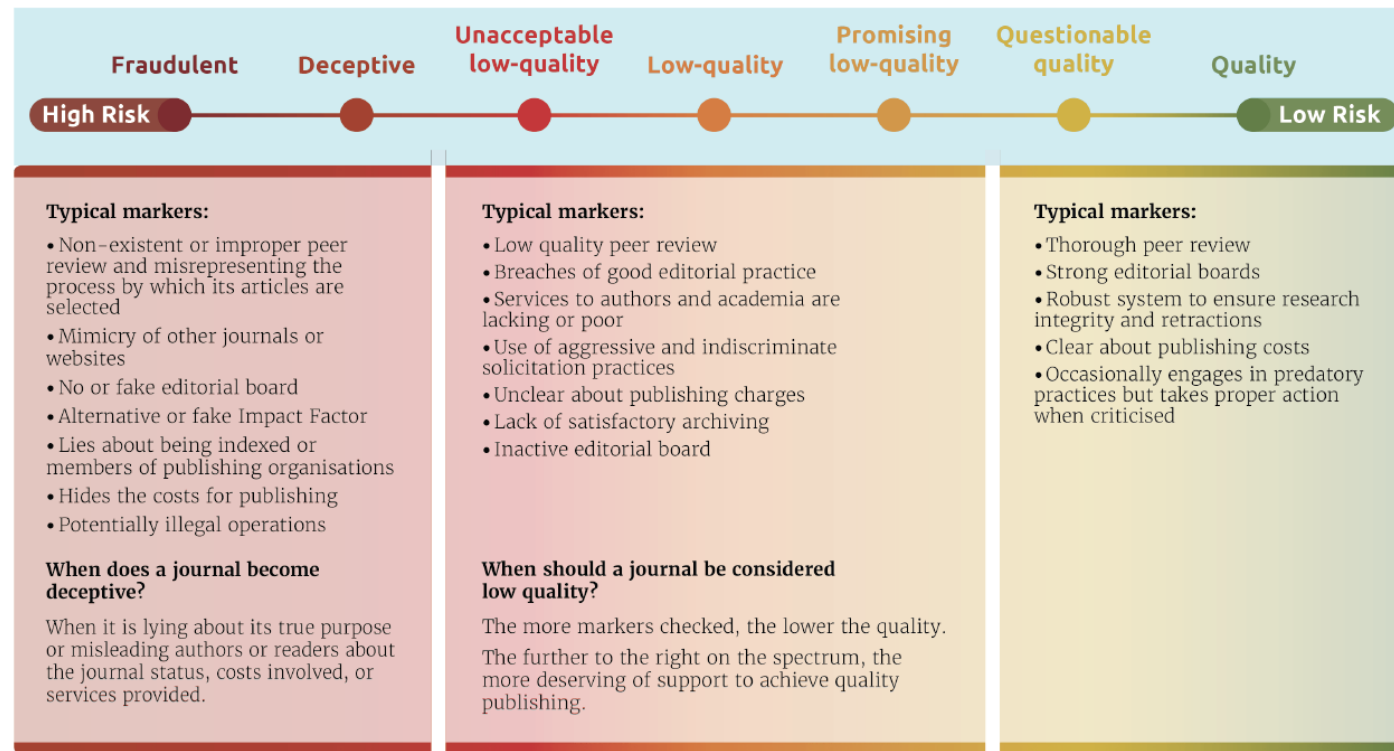 Fraudulent
Deceptive
Unacceptable
low-quality
Low-quality
Promising
low-quality
Questionable
quality
Quality
High Risk
Low Risk
Typical markers:
• Non-existent or improper peer
review and misrepresenting the
process by which its articles are
selected
• Mimicry of other journals or
websites
• No or fake editorial board
• Alternative or fake Impact Factor
• Lies about being indexed or
members of publishing organisations
• Hides the costs for publishing
• Potentially illegal operations
When does a journal become
deceptive?
When it is lying about its true purpose
or misleading authors or readers about
the journal status, costs involved, or
services provided.
Typical markers:
• Low quality peer review
• Breaches of good editorial practice
• Services to authors and academia are
lacking or poor
• Use of aggressive and indiscriminate
solicitation practices
• Unclear about publishing charges
• Lack of satisfactory archiving
• Inactive editorial board
When should a journal be considered
low quality?
The more markers checked, the lower the quality.
The further to the right on the spectrum, the
more deserving of support to achieve quality
publishing.
Typical markers:
• Thorough peer review
• Strong editorial boards
• Robust system to ensure research
integrity and retractions
• Clear about publishing costs
• Occasionally engages in predatory
practices but takes proper action
when criticised